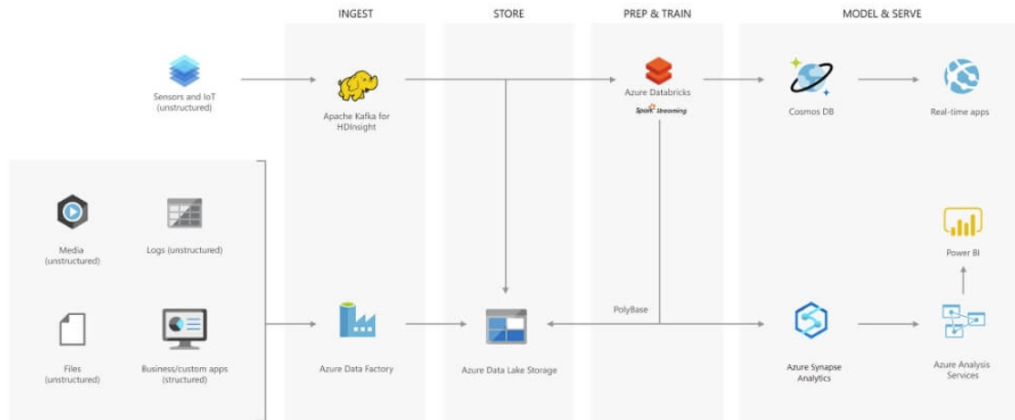 INGEST
STORE
PREP & TRAIN
MODEL & SERVE
Sensors and IoT
(unstructured)
Apache Kafka for
HDInsight
Azure Databricks
Spark Streaming
Cosmos DB
Real-time apps
Media
(unstructured)
Logs (unstructured)
Power BI
PolyBase
Files
(unstructured)
Business/custom apps
(structured)
Azure Data Factory
Azure Data Lake Storage
Azure Synapse
Analytics
Azure Analysis
Services